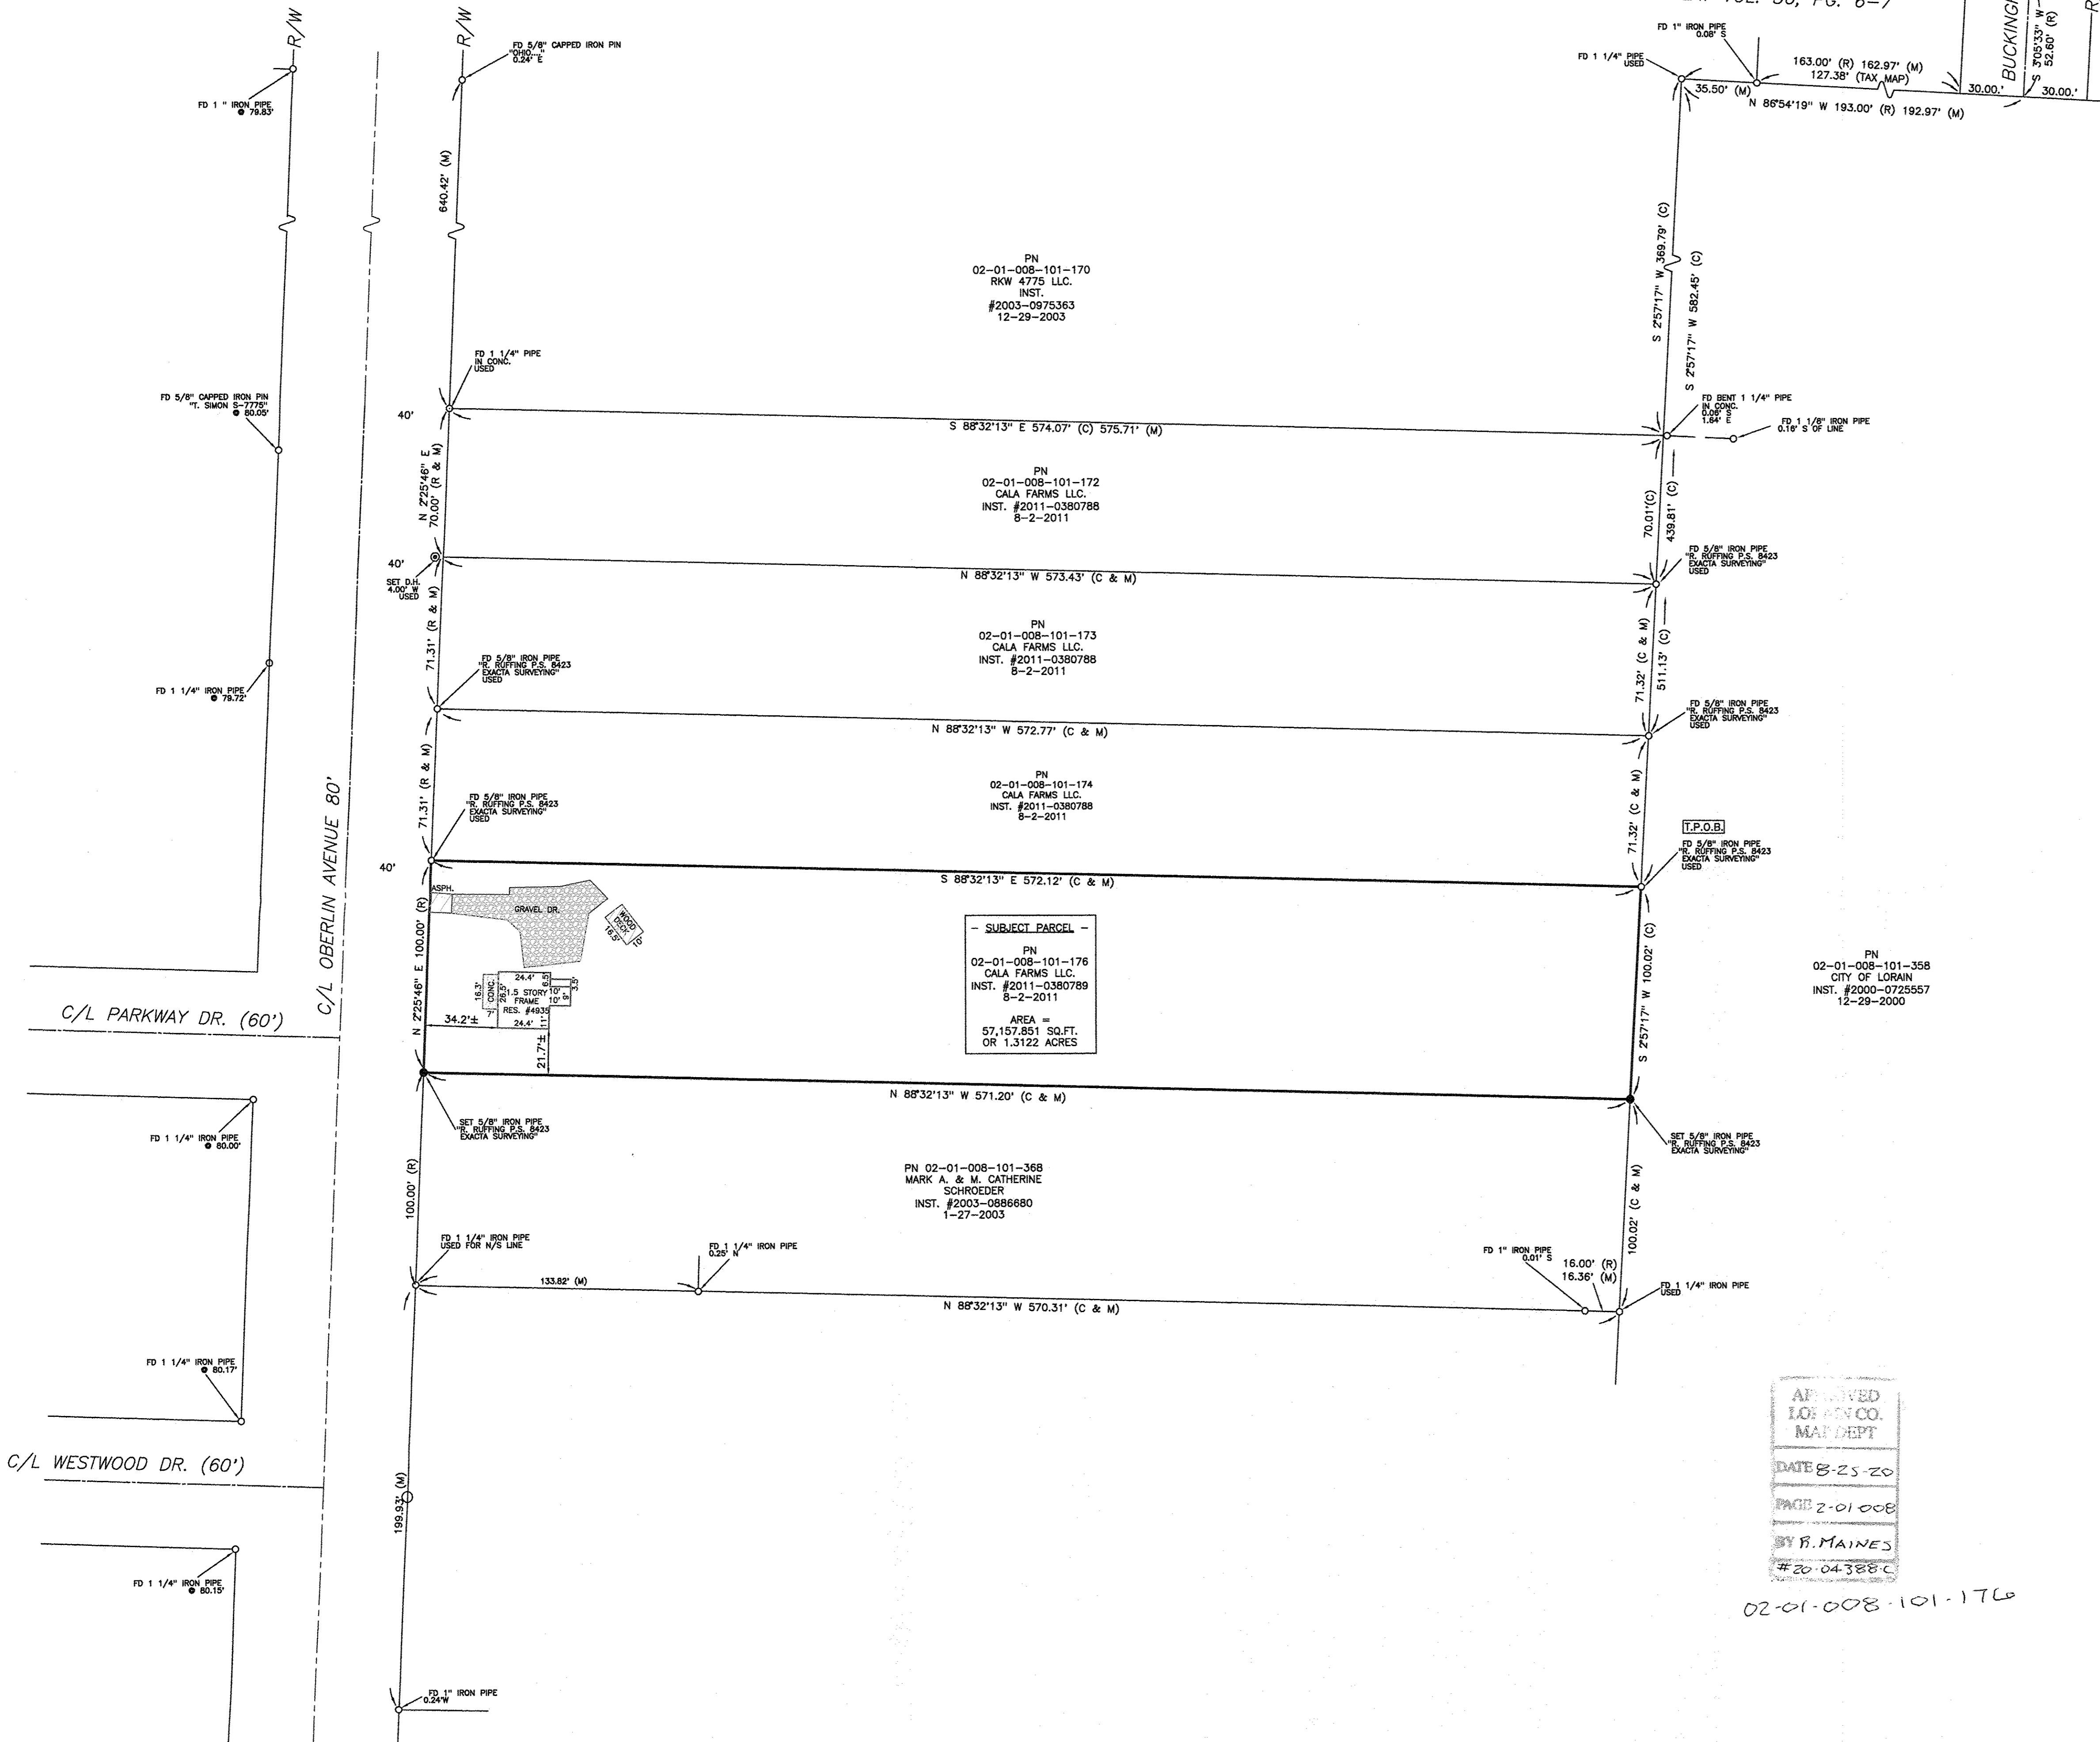 R/W
R/W
FD 5/8" CAPPED IRON PIN
"OHIO...."
0.24' E
FD 1 " IRON PIPE
@ 79.83'
640.42' (M)
VOL. 50, PG. 6-7
FD 1" IRON PIPE
0.08' S
FD 1 1/4" PIPE
USED
163.00' (R) 162.97' (M)
127.38' (TAX MAP)
35.50' (M)
N 86°54'19" W 193.00' (R) 192.97' (M)
30.00.'
30.00.'
S 3°05'33" W
52.60' (R)
S 2°57'17" W 369.79' (C)
S 2°57'17" W 582.45' (C)
PN
02-01-008-101-170
RKW 4775 LLC.
INST.
#2003-0975363
12-29-2003
FD 1 1/4" PIPE
IN CONC.
USED
FD 5/8" CAPPED IRON PIN
"T. SIMON S-7775"
@ 80.05'
40'
S 88°32'13" E 574.07' (C) 575.71' (M)
FD BENT 1 1/4" PIPE
IN CONC.
0.06' S
1.64' E
FD 1 1/8" IRON PIPE
0.16' S OF LINE
N 2°25'46" E
70.00' (R & M)
PN
02-01-008-101-172
CALA FARMS LLC.
INST. #2011-0380788
8-2-2011
70.01'(C)
439.81' (C)
40'
SET D.H.
4.00' W
USED
N 88°32'13" W 573.43' (C & M)
FD 5/8" IRON PIPE
"R. RUFFING P.S. 8423
EXACTA SURVEYING"
USED
71.31' (R & M)
PN
02-01-008-101-173
CALA FARMS LLC.
INST. #2011-0380788
8-2-2011
71.32' (C & M)
511.13' (C)
FD 5/8" IRON PIPE
"R. RUFFING P.S. 8423
EXACTA SURVEYING"
USED
FD 1 1/4" IRON PIPE
@ 79.72'
N 88°32'13" W 572.77' (C & M)
FD 5/8" IRON PIPE
"R. RUFFING P.S. 8423
EXACTA SURVEYING"
USED
71.31' (R & M)
FD 5/8" IRON PIPE
"R. RUFFING P.S. 8423
EXACTA SURVEYING"
USED
PN
02-01-008-101-174
CALA FARMS LLC.
INST. #2011-0380788
8-2-2011
71.32' (C & M)
T.P.O.B.
FD 5/8" IRON PIPE
"R. RUFFING P.S. 8423
EXACTA SURVEYING"
USED
C/L OBERLIN AVENUE 80'
40'
S 88°32'13" E 572.12' (C & M)
ASPH.
GRAVEL DR.
WOOD
DECK
16.5'
10'
N 2°25'46" E 100.00' (R)
24.4'
6.5'
16.3'
CONC.
7'
26.5'
1.5 STORY
FRAME
RES. #4935
10'
10'
9'
3.5'
24.4'
11'
34.2'±
21.7'±
- SUBJECT PARCEL -
PN
02-01-008-101-176
CALA FARMS LLC.
INST. #2011-0380789
8-2-2011
AREA =
57,157.851 SQ.FT.
OR 1.3122 ACRES
S 2°57'17" W 100.02' (C)
PN
02-01-008-101-358
CITY OF LORAIN
INST. #2000-0725557
12-29-2000
C/L PARKWAY DR. (60')
N 88°32'13" W 571.20' (C & M)
SET 5/8" IRON PIPE
"R. RUFFING P.S. 8423
EXACTA SURVEYING"
SET 5/8" IRON PIPE
"R. RUFFING P.S. 8423
EXACTA SURVEYING"
FD 1 1/4" IRON PIPE
@ 80.00'
100.00' (R)
PN 02-01-008-101-368
MARK A. & M. CATHERINE
SCHROEDER
INST. #2003-0886680
1-27-2003
100.02' (C & M)
FD 1 1/4" IRON PIPE
USED FOR N/S LINE
FD 1 1/4" IRON PIPE
0.25' N
133.82' (M)
FD 1" IRON PIPE
0.01' S
16.00' (R)
16.36' (M)
FD 1 1/4" IRON PIPE
USED
N 88°32'13" W 570.31' (C & M)
FD 1 1/4" IRON PIPE
@ 80.17'
C/L WESTWOOD DR. (60')
199.93' (M)
FD 1 1/4" IRON PIPE
@ 80.15'
FD 1" IRON PIPE
0.24'W
APPROVED
LORAIN CO.
MAP DEPT
DATE 8-25-20
PAGE 2-01-008
BY R. MAINES
#20-04388-C
02-01-008-101-176